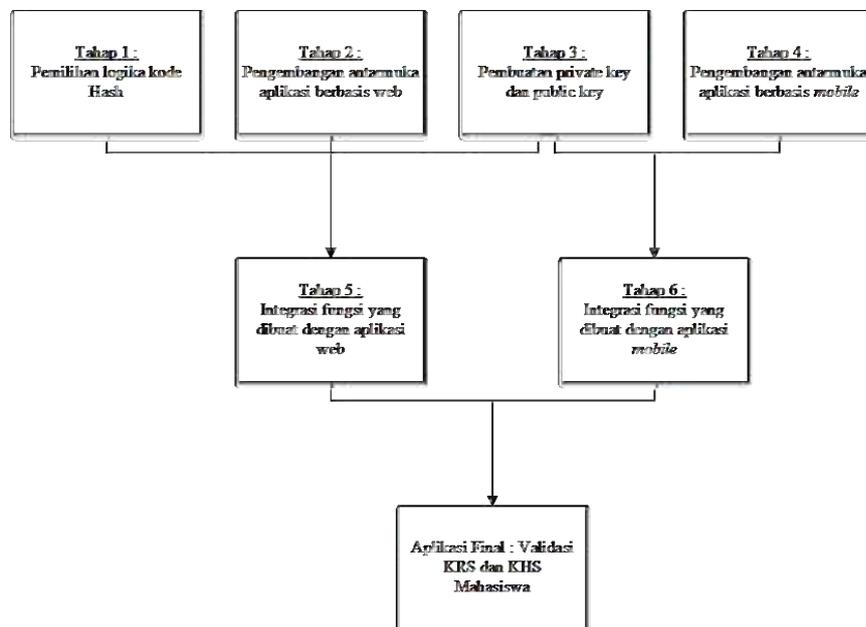 Tahap 1 :
Pemilihan logika kode
Hash
Tahap 2 :
Pengembangan antarmuka
aplikasi berbasis web
Tahap 3 :
Pembuatan private key
dan public key
Tahap 4 :
Pengembangan antarmuka
aplikasi berbasis mobile
Tahap 5 :
Integrasi fungsi yang
dibuat dengan aplikasi
web
Tahap 6 :
Integrasi fungsi yang
dibuat dengan aplikasi
mobile
Aplikasi Final : Validasi
KRS dan KHS
Mahasiswa